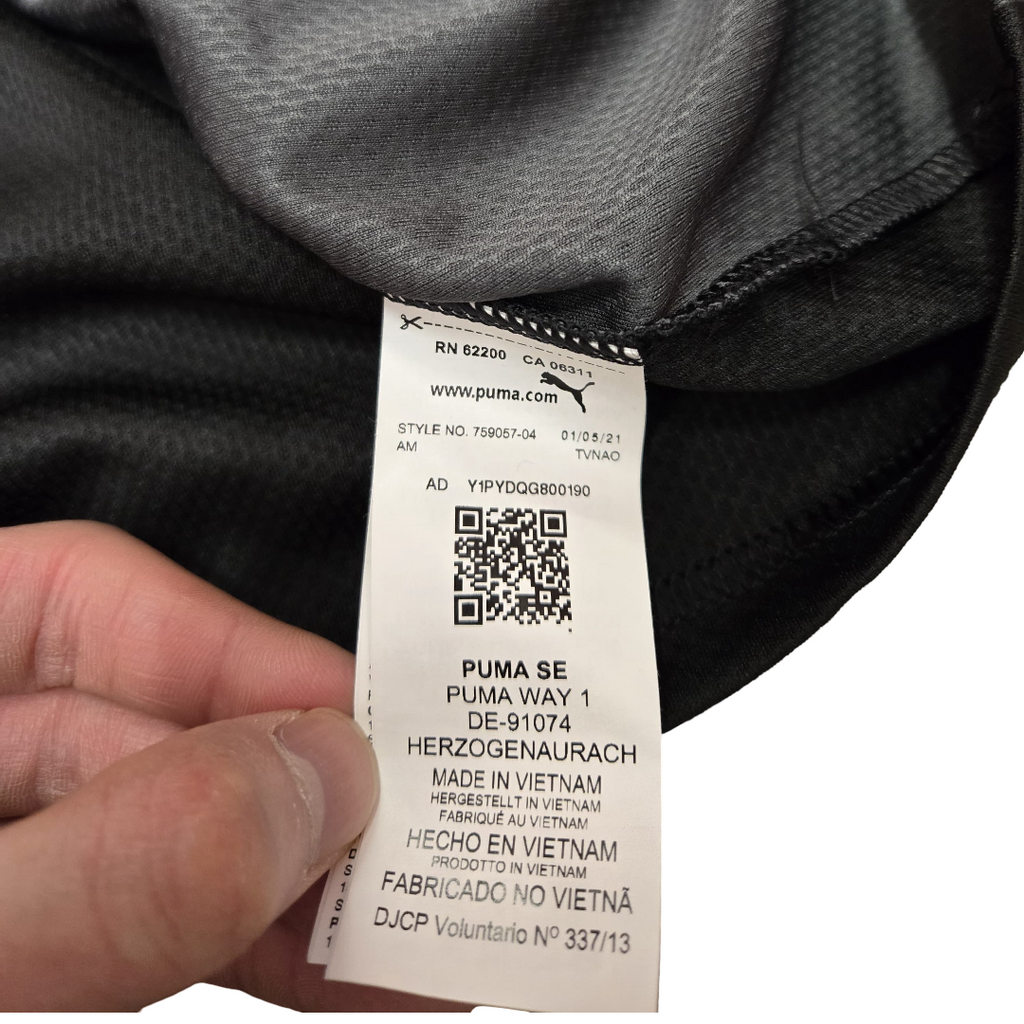 RN 62200 CA 06311
www.puma.com
STYLE NO. 759057-04 01/05/21
AM TVNAO
AD Y1PYDQG800190
PUMA SE
PUMA WAY 1
DE-91074
HERZOGENAURACH
MADE IN VIETNAM
HERGESTELLT IN VIETNAM
FABRIQUÉ AU VIETNAM
HECHO EN VIETNAM
PRODOTTO IN VIETNAM
FABRICADO NO VIETNÃ
DJCP Voluntario Nº 337/13